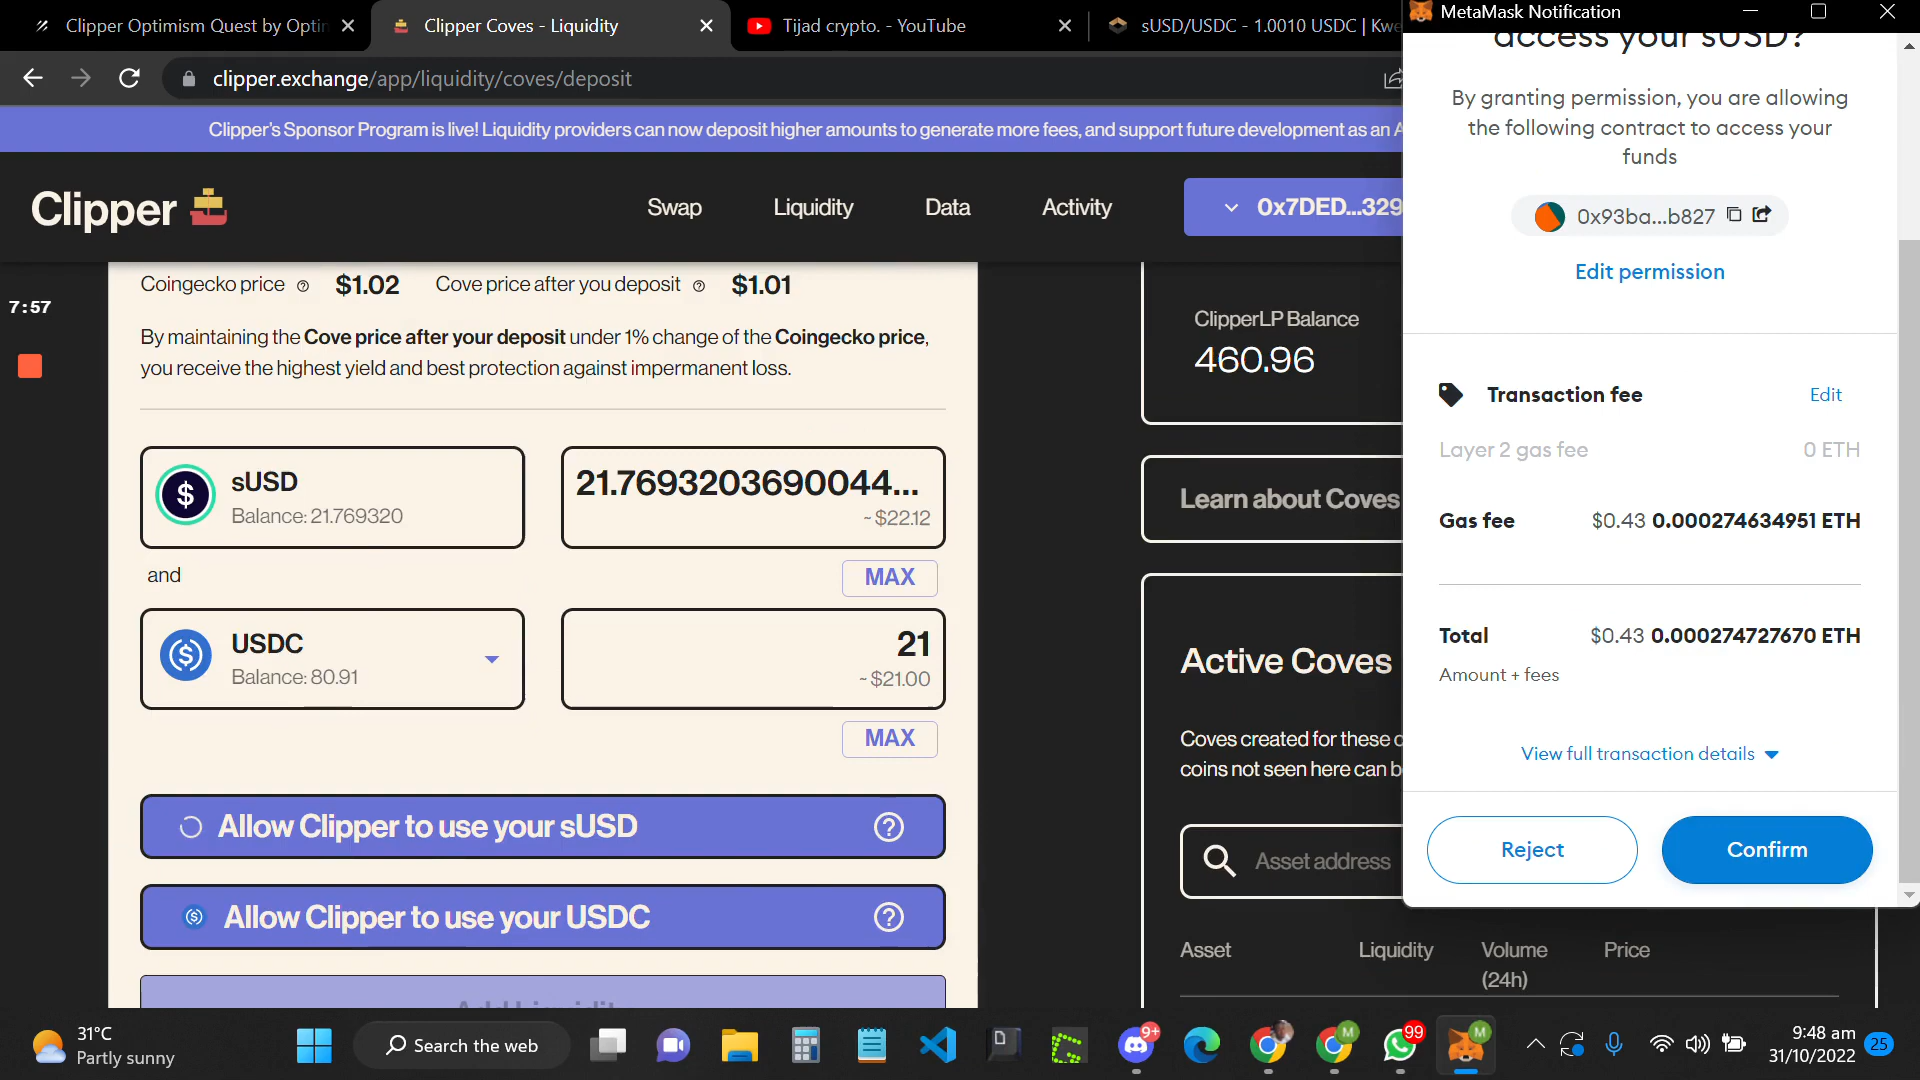 Clipper Optimism Quest by Optin
Clipper Coves - Liquidity
Tijad crypto. - YouTube
sUSD/USDC - 1.0010 USDC | Kwe
clipper.exchange/app/liquidity/coves/deposit
Clipper's Sponsor Program is live! Liquidity providers can now deposit higher amounts to generate more fees, and support future development as an A
Clipper
Swap
Liquidity
Data
Activity
0x7DED...329
7:57
Coingecko price
$1.02
Cove price after you deposit
$1.01
By maintaining the Cove price after your deposit under 1% change of the Coingecko price,
you receive the highest yield and best protection against impermanent loss.
sUSD
Balance: 21.769320
21.7693203690044...
~ $22.12
and
MAX
USDC
Balance: 80.91
21
~ $21.00
MAX
Allow Clipper to use your sUSD
Allow Clipper to use your USDC
Add Liquidity
ClipperLP Balance
460.96
Learn about Coves
Active Coves
Coves created for these c
coins not seen here can b
Asset address
Asset
Liquidity
Volume
(24h)
Price
MetaMask Notification
access your sUSD?
By granting permission, you are allowing
the following contract to access your
funds
0x93ba...b827
Edit permission
Transaction fee
Edit
Layer 2 gas fee
0 ETH
Gas fee
$0.43 0.000274634951 ETH
Total
$0.43 0.000274727670 ETH
Amount + fees
View full transaction details
Reject
Confirm
31°C
Partly sunny
Search the web
9+
M
99
M
9:48 am
31/10/2022
25